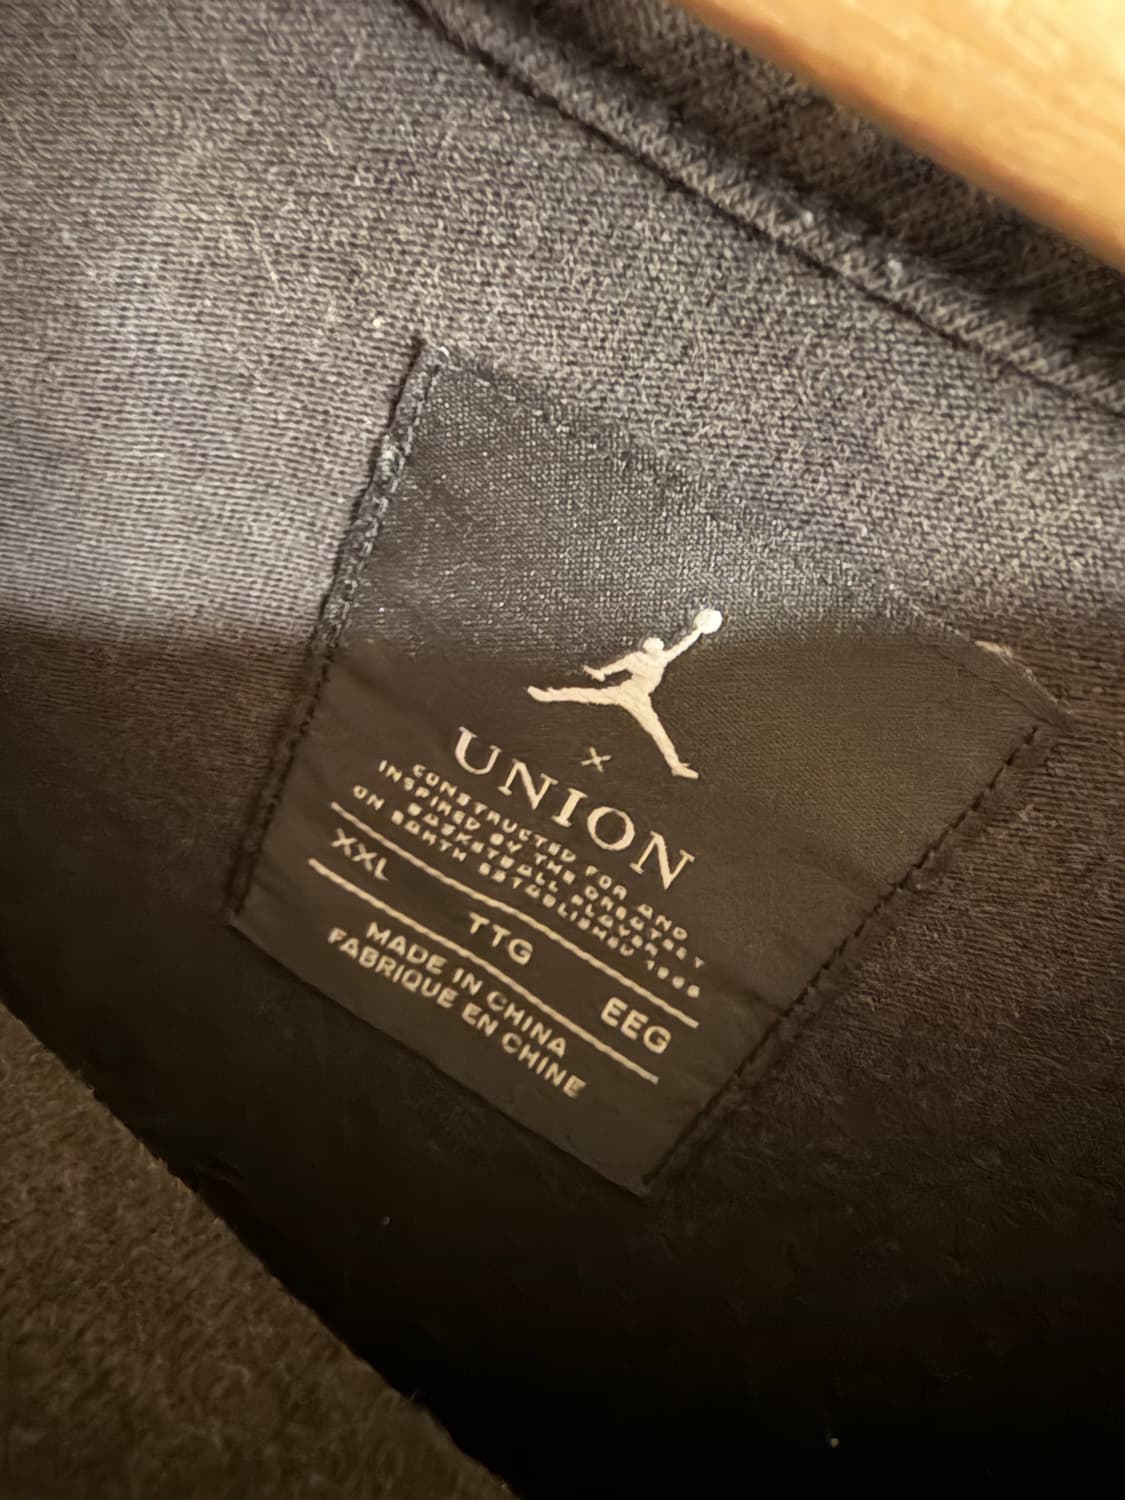 X
UNION
CONSTRUCTED FOR AND
INSPIRED BY THE GREATEST
BASKETBALL PLAYER
ON EARTH ESTABLISHED
XXL TTG EEG
MADE IN CHINA
FABRIQUE EN CHINE